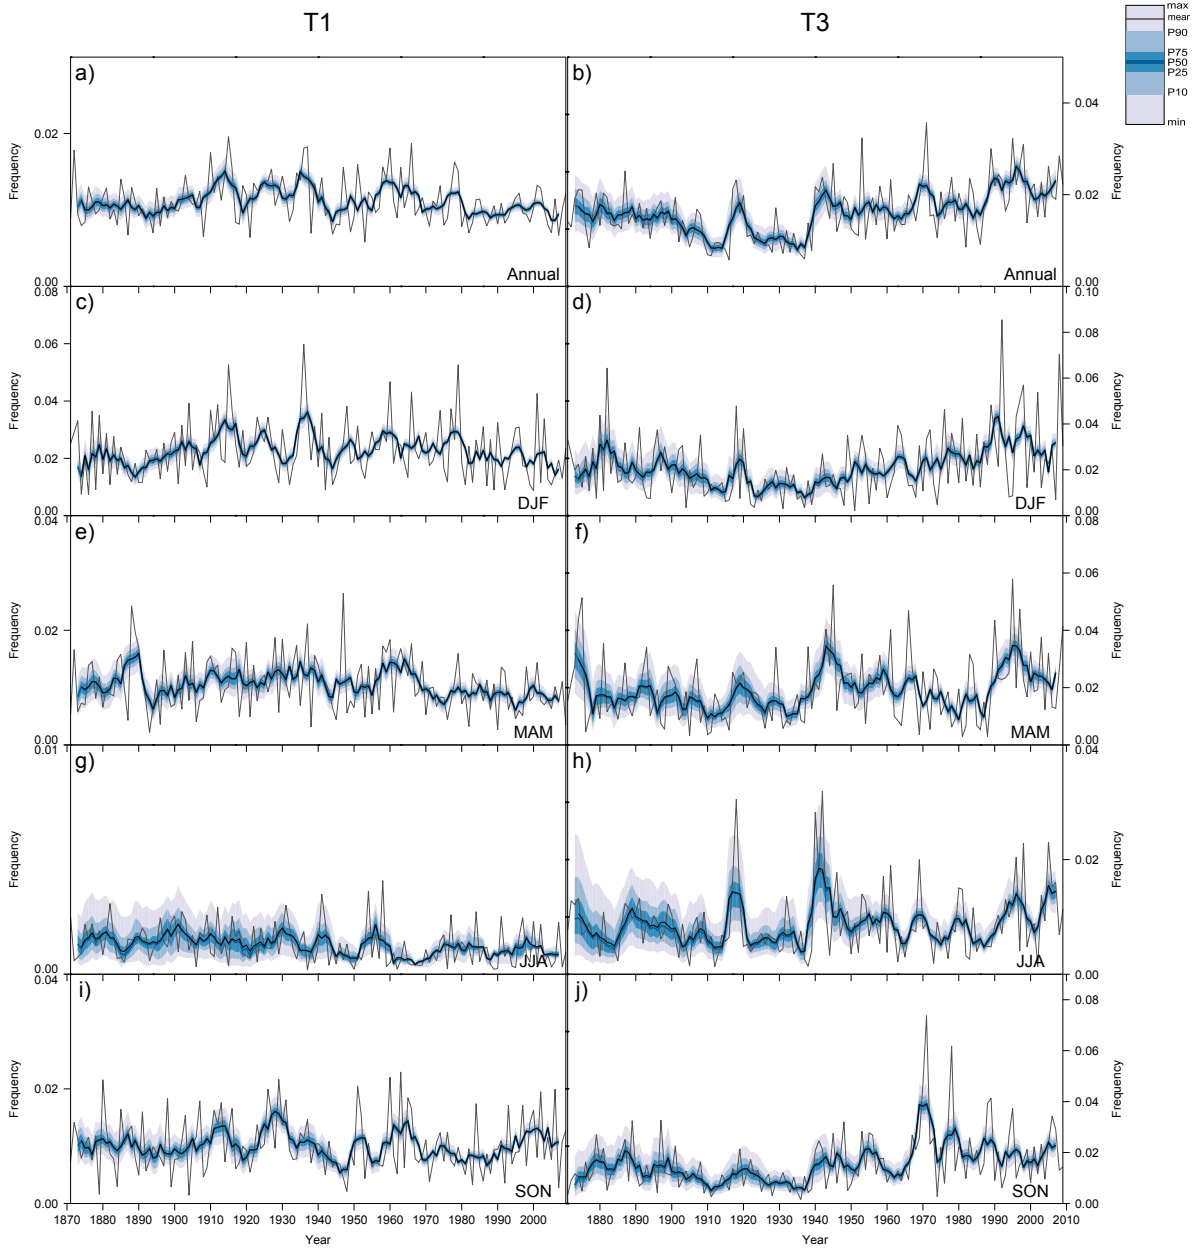 T1 T3
max
mean
P90
P75
P50
P25
P10
min
a) b)
Frequency 0.02 0.04 Frequency
0.02
0.00 Annual Annual 0.00
0.08 c) d) 0.10
0.08
Frequency 0.06 0.06 Frequency
0.04 0.04
0.02 0.02
0.00 DJF DJF 0.00
0.04 e) f) 0.08
0.06
Frequency 0.02 0.04 Frequency
0.02
0.00 MAM MAM 0.00
0.01 g) h) 0.04
Frequency 0.02 Frequency
0.00 JJA JJA 0.00
0.04 i) j)
0.08
0.06
Frequency 0.02 0.04 Frequency
0.02
0.00 SON SON 0.00
1870 1880 1890 1900 1910 1920 1930 1940 1950 1960 1970 1980 1990 2000 1880 1890 1900 1910 1920 1930 1940 1950 1960 1970 1980 1990 2000 2010
Year Year